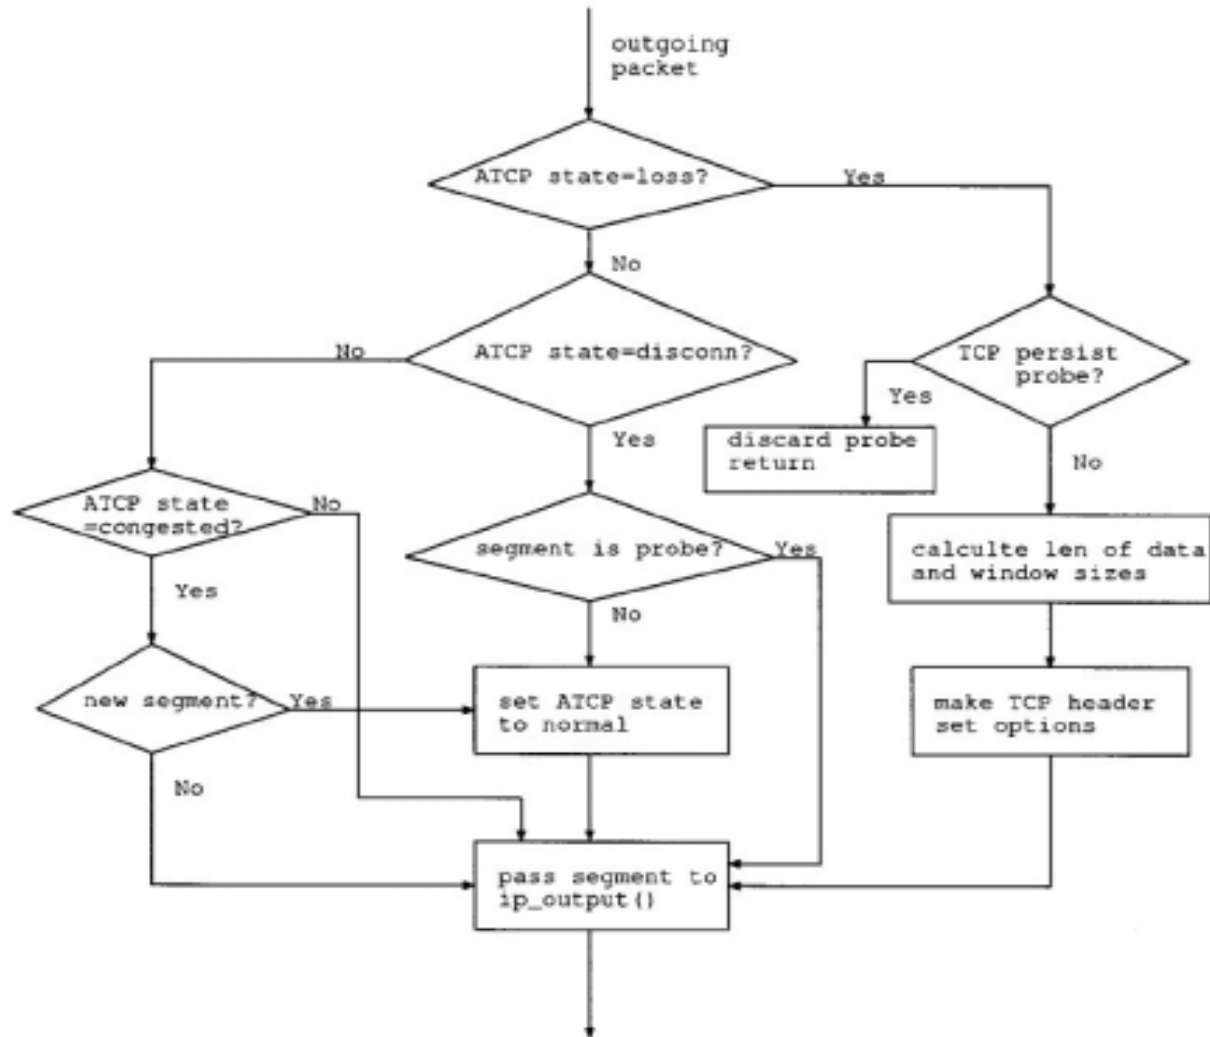 outgoing
packet
ATCP state=loss?
Yes
No
ATCP state=disconn?
No
Yes
TCP persist
probe?
Yes
No
discard probe
return
ATCP state
=congested?
No
Yes
segment is probe?
Yes
No
calculte len of data
and window sizes
new segment?
Yes
No
set ATCP state
to normal
make TCP header
set options
pass segment to
ip_output()